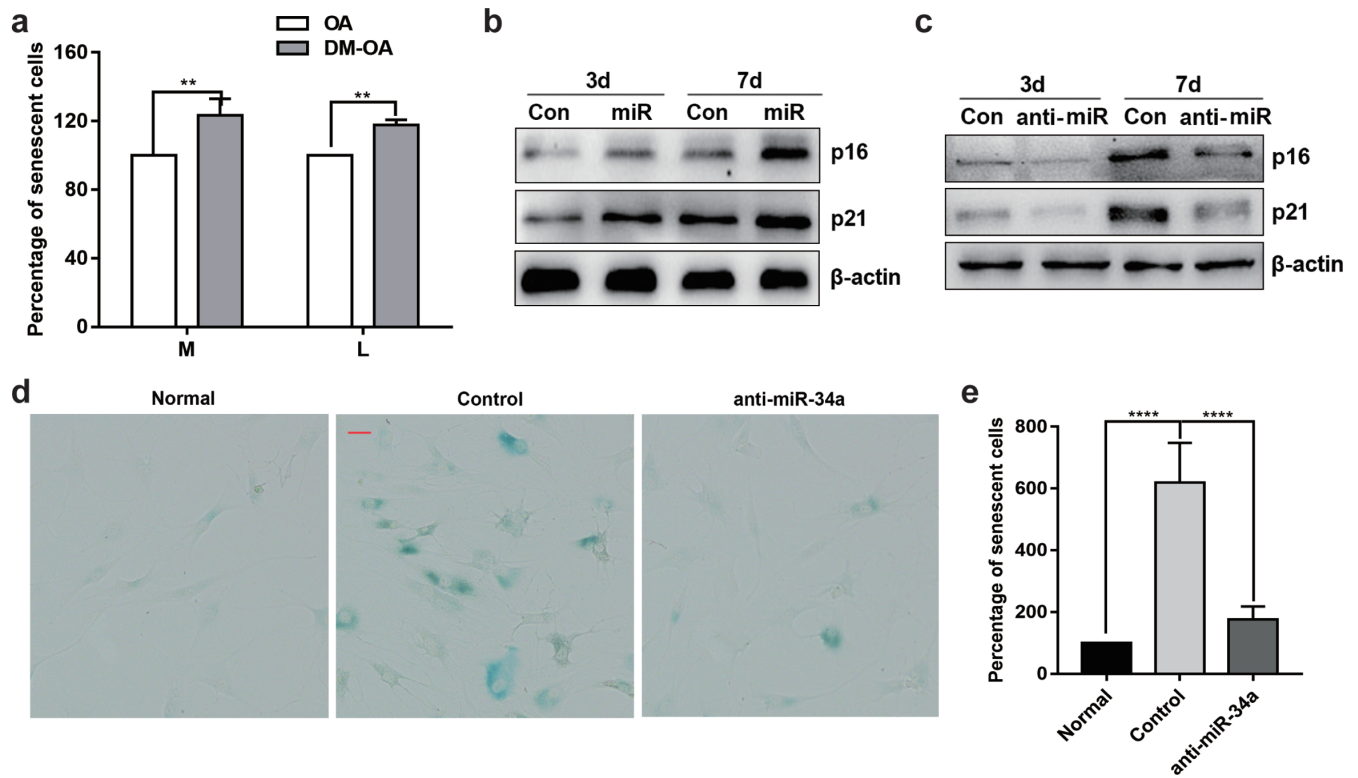 a
OA
DM-OA
Percentage of senescent cells
160
120
80
40
0
**
**
M
L
b
3d 7d
Con miR Con miR
p16
p21
β-actin
c
3d 7d
Con anti-miR Con anti-miR
p16
p21
β-actin
d
Normal Control anti-miR-34a
e
Percentage of senescent cells
800
600
400
200
0
**** ****
Normal
Control
anti-miR-34a